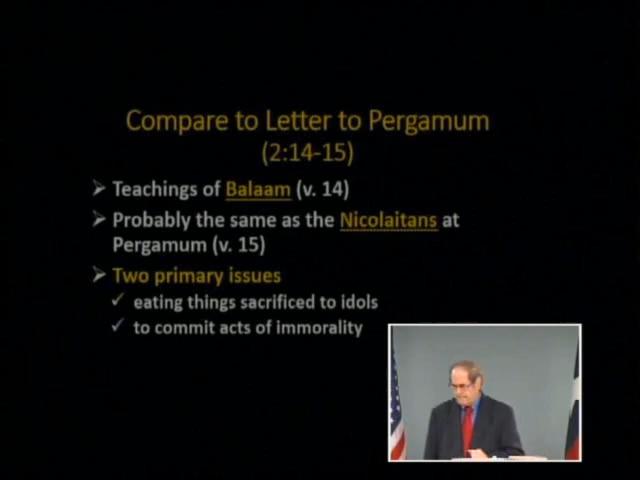 Compare to Letter to Pergamum
(2:14-15)
Teachings of Balaam (v. 14)
Probably the same as the Nicolaitans at
Pergamum (v. 15)
Two primary issues
eating things sacrificed to idols
to commit acts of immorality